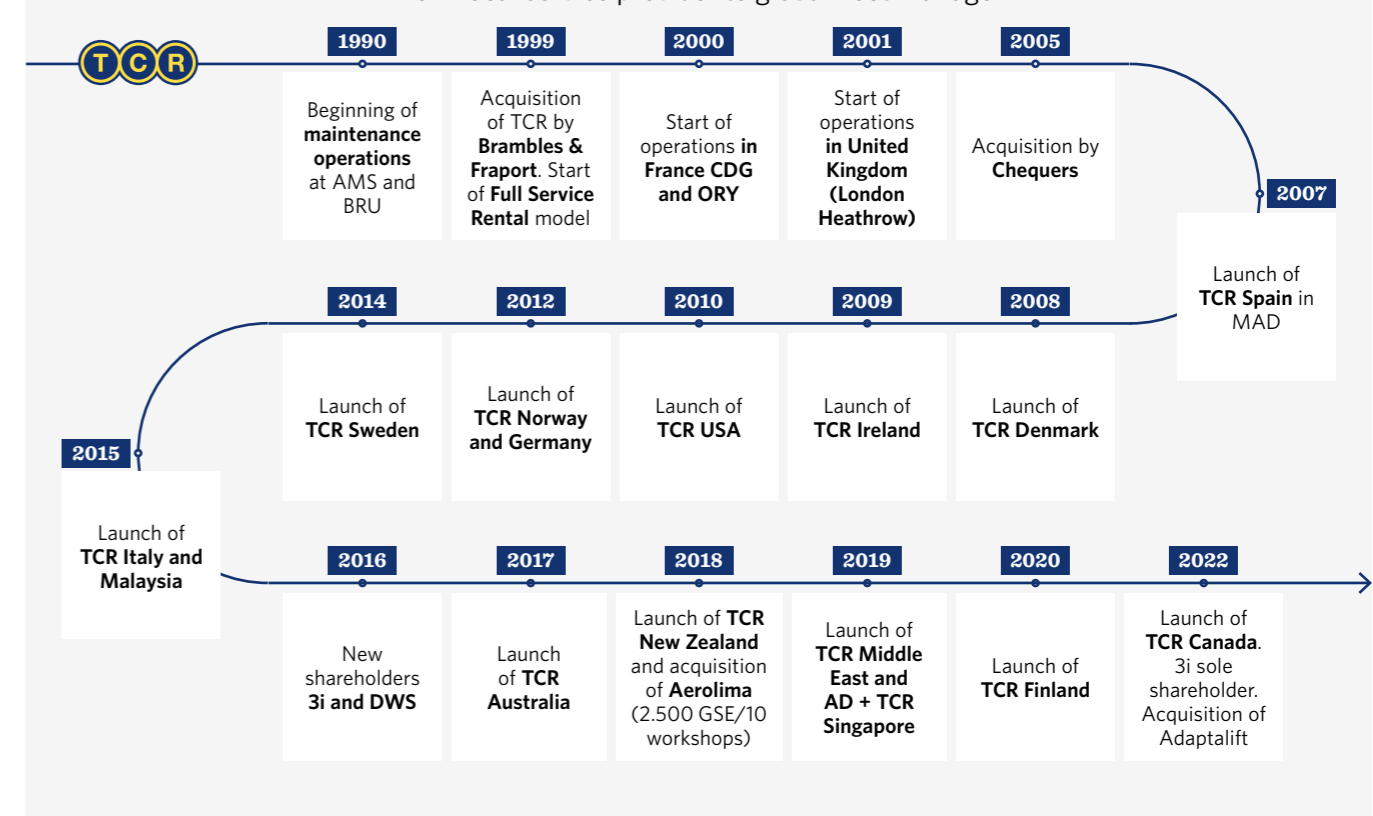 TCR
1990
Beginning of
maintenance
operations
at AMS and
BRU
1999
Acquisition
of TCR by
Brambles &
Fraport. Start
of Full Service
Rental model
2000
Start of
operations in
France CDG
and ORY
2001
Start of
operations
in United
Kingdom
(London
Heathrow)
2005
Acquisition by
Chequers
2007
Launch of
TCR Spain in
MAD
2008
Launch of
TCR Denmark
2009
Launch of
TCR Ireland
2010
Launch of
TCR USA
2012
Launch of
TCR Norway
and Germany
2014
Launch of
TCR Sweden
2015
Launch of
TCR Italy and
Malaysia
2016
New
shareholders
3i and DWS
2017
Launch
of TCR
Australia
2018
Launch of TCR
New Zealand
and acquisition
of Aerolima
(2.500 GSE/10
workshops)
2019
Launch of
TCR Middle
East and
AD + TCR
Singapore
2020
Launch of
TCR Finland
2022
Launch of
TCR Canada.
3i sole
shareholder.
Acquisition of
Adaptalift